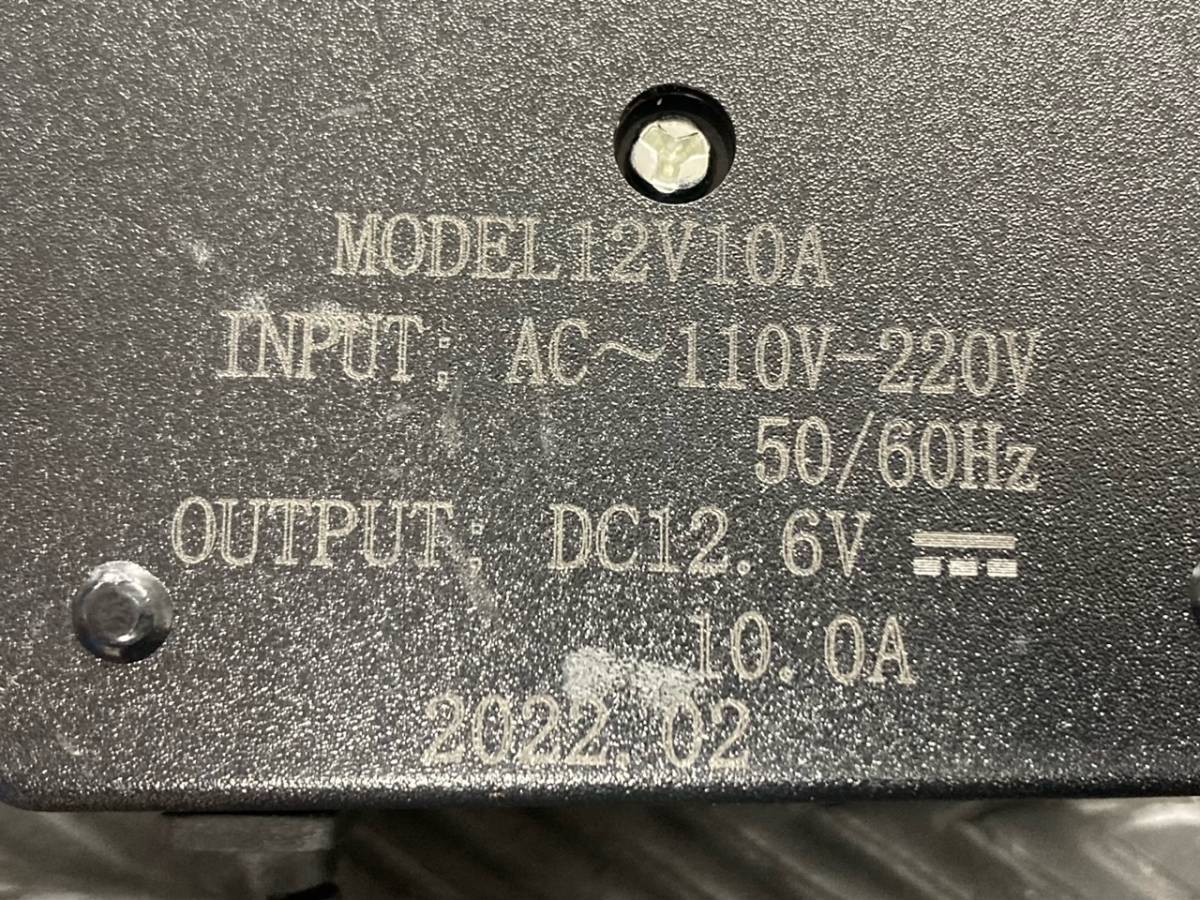 MODEL12V10A
INPUT: AC～110V-220V
50/60Hz
OUTPUT: DC12.6V ⎓
10.0A
2022.02